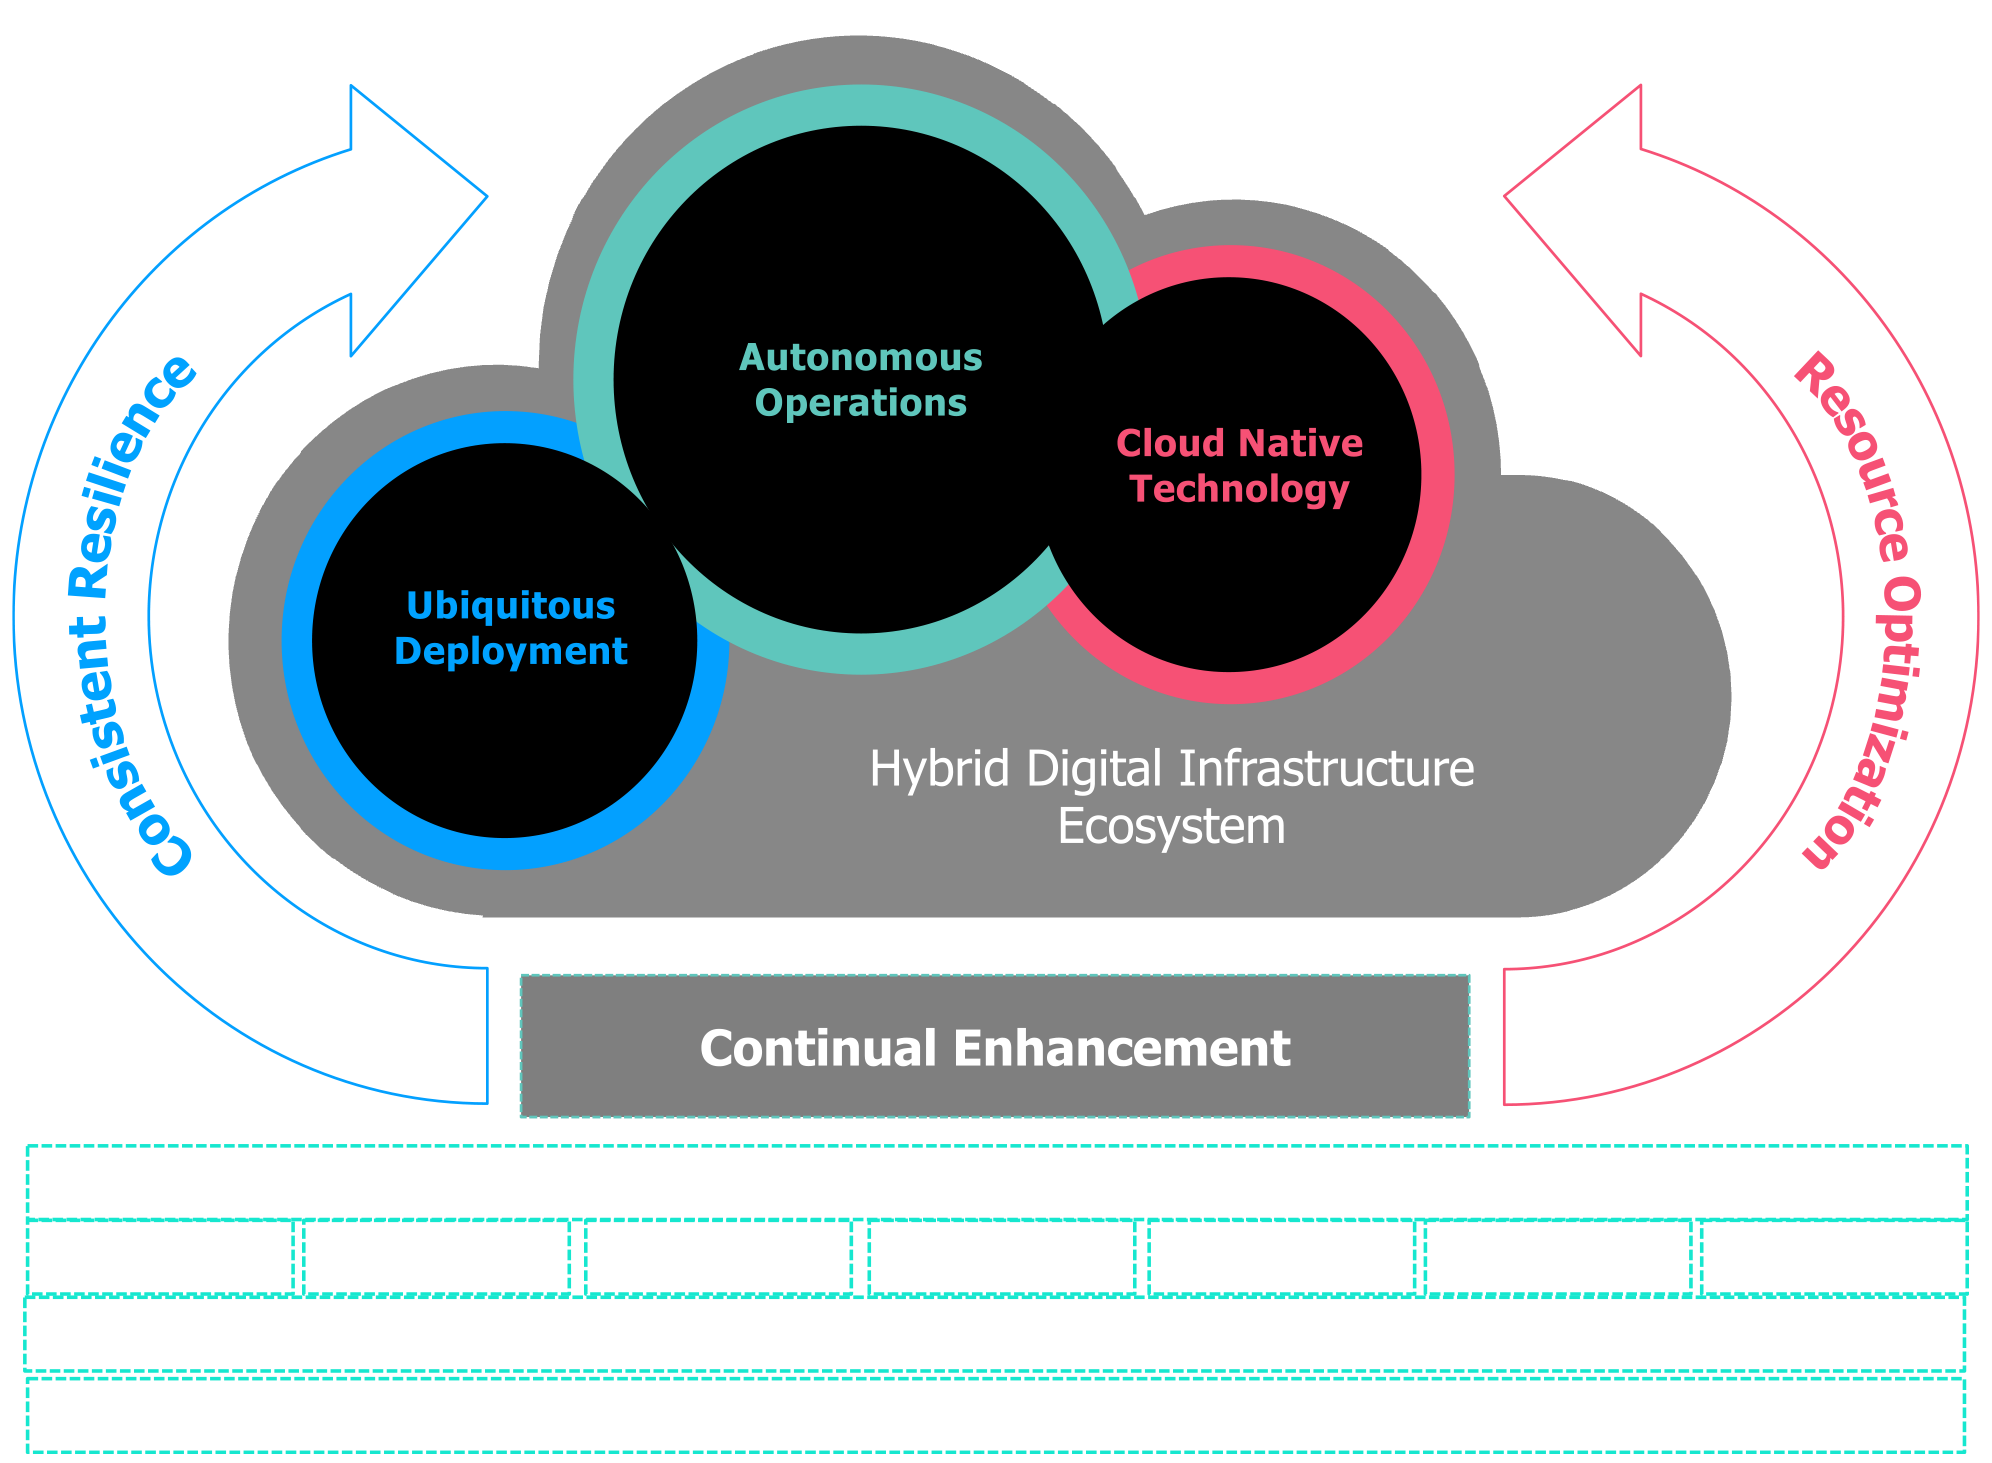 Autonomous
Operations
Cloud Native
Technology
Ubiquitous
Deployment
Consistent Resilience
Resource Optimization
Hybrid Digital Infrastructure
Ecosystem
Continual Enhancement